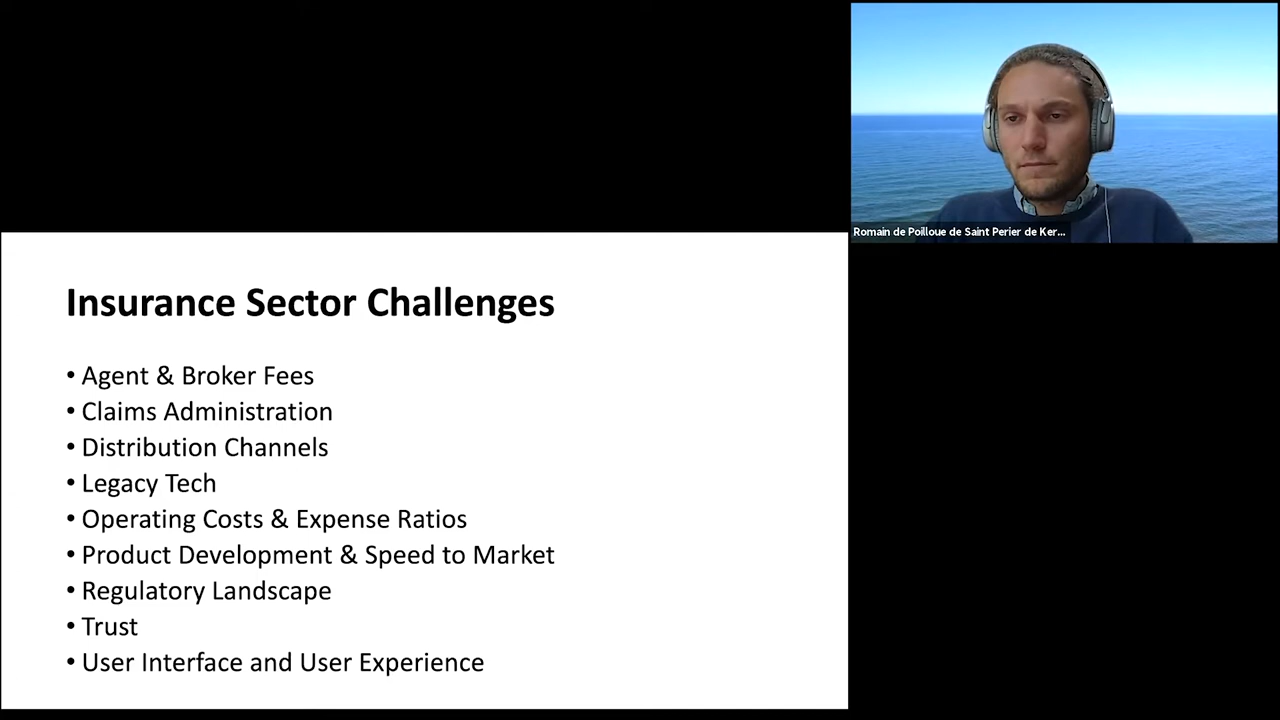 Romain de Poilloue de Saint Perier de Ker...
Insurance Sector Challenges
• Agent & Broker Fees
• Claims Administration
• Distribution Channels
• Legacy Tech
• Operating Costs & Expense Ratios
• Product Development & Speed to Market
• Regulatory Landscape
• Trust
• User Interface and User Experience